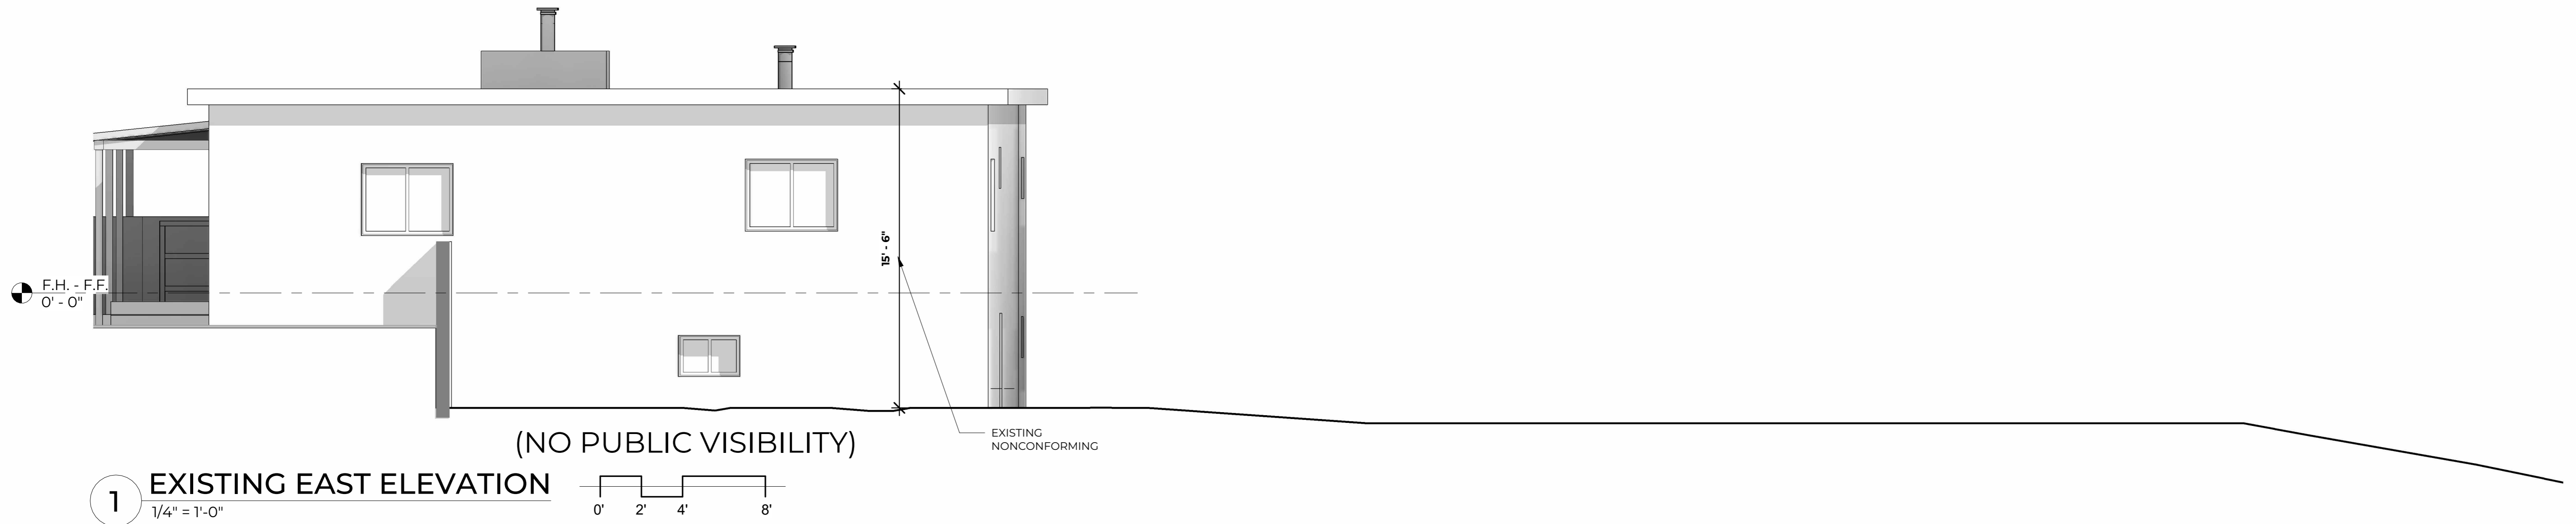 15' - 6"
F.H. - F.F.
0' - 0"
EXISTING
NONCONFORMING
(NO PUBLIC VISIBILITY)
1
EXISTING EAST ELEVATION
1/4" = 1'-0"
0' 2' 4' 8'